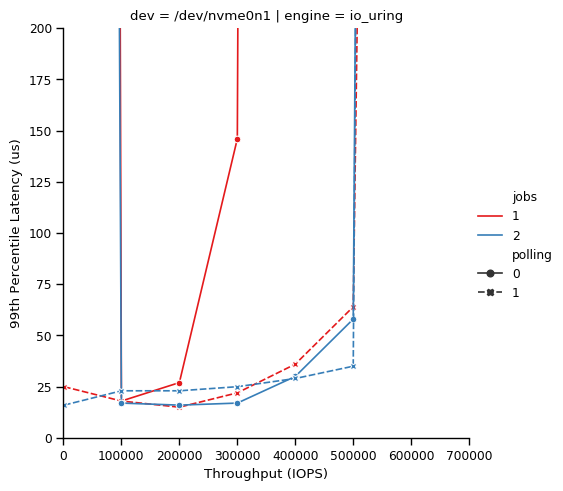 dev = /dev/nvme0n1 | engine = io_uring
200
175
150
125
100
75
50
25
0
99th Percentile Latency (us)
0 100000 200000 300000 400000 500000 600000 700000
Throughput (IOPS)
jobs
1
2
polling
0
1